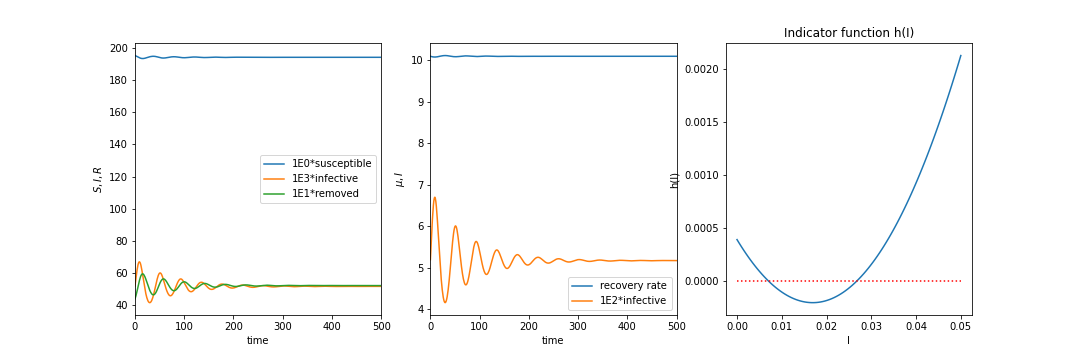 200
180
160
140
120
100
80
60
40
S, I, R
1E0*susceptible
1E3*infective
1E1*removed
0 100 200 300 400 500
time
10
9
8
7
6
5
4
μ, I
recovery rate
1E2*infective
0 100 200 300 400 500
time
Indicator function h(I)
0.0020
0.0015
0.0010
0.0005
0.0000
h(I)
0.00 0.01 0.02 0.03 0.04 0.05
I